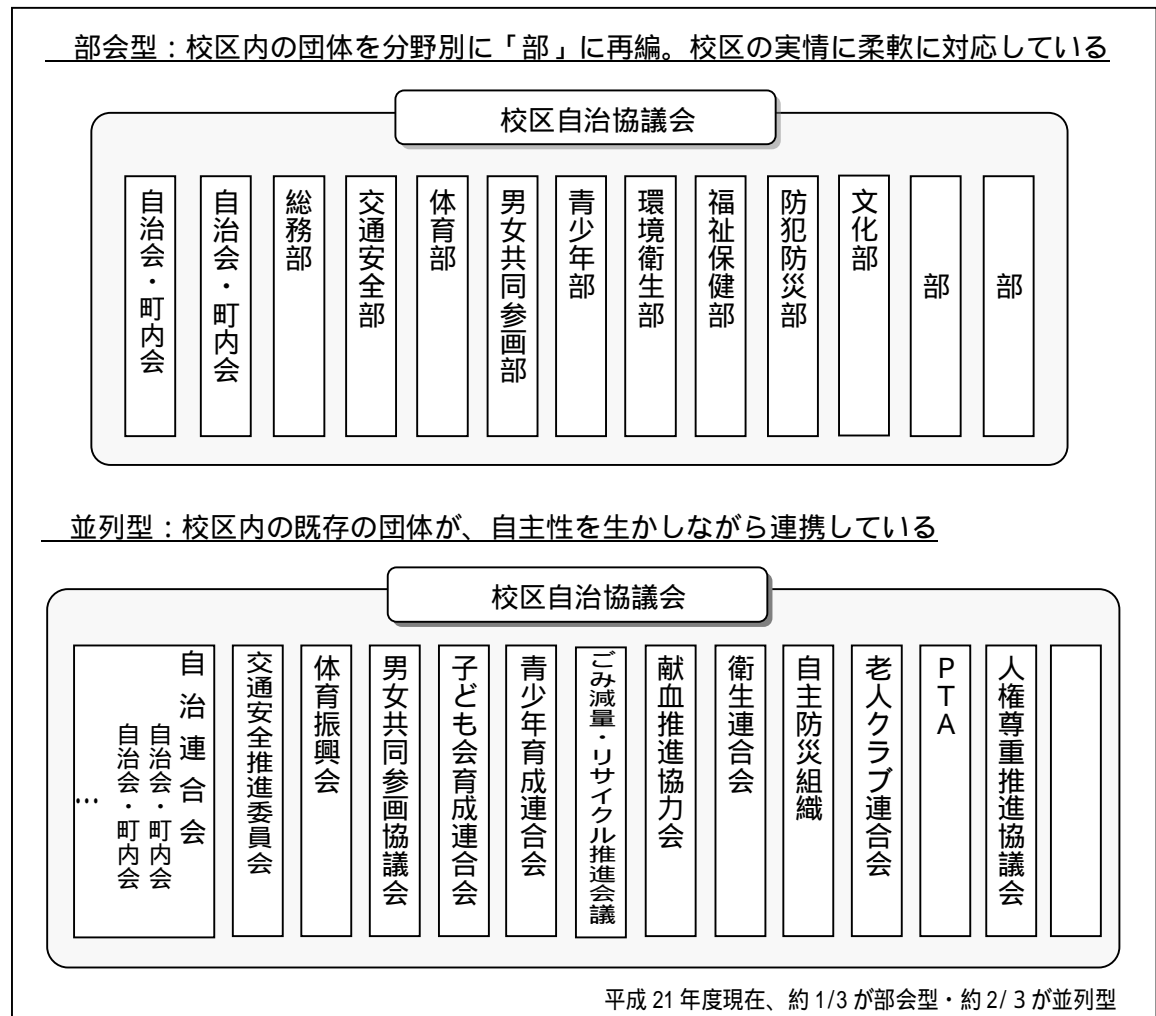 部会型：校区内の団体を分野別に「部」に再編。校区の実情に柔軟に対応している
校区自治協議会
自治会・町内会
自治会・町内会
総務部
交通安全部
体育部
男女共同参画部
青少年部
環境衛生部
福祉保健部
防犯防災部
文化部
部
部
並列型：校区内の既存の団体が、自主性を生かしながら連携している
校区自治協議会
自治連合会
自治会・町内会
自治会・町内会
…
交通安全推進委員会
体育振興会
男女共同参画協議会
子ども会育成連合会
青少年育成連合会
ごみ減量・リサイクル推進会議
献血推進協力会
衛生連合会
自主防災組織
老人クラブ連合会
PTA
人権尊重推進協議会
平成21年度現在、約1/3が部会型・約2/3が並列型